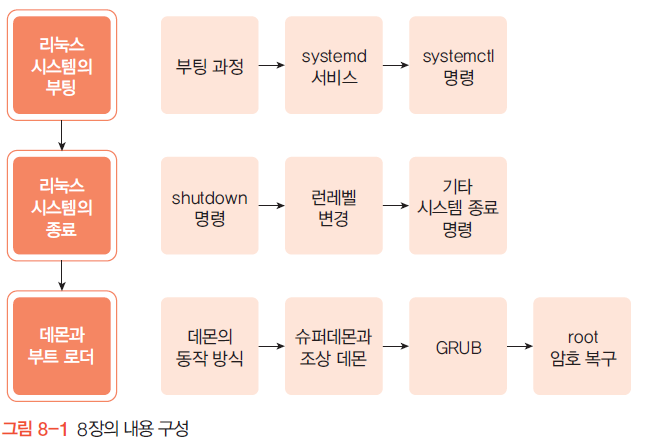 리눅스
시스템의
부팅
부팅 과정
systemd
서비스
systemctl
명령
리눅스
시스템의
종료
shutdown
명령
런레벨
변경
기타
시스템 종료
명령
데몬과
부트 로더
데몬의
동작 방식
슈퍼데몬과
조상 데몬
GRUB
root
암호 복구
그림 8-1 8장의 내용 구성